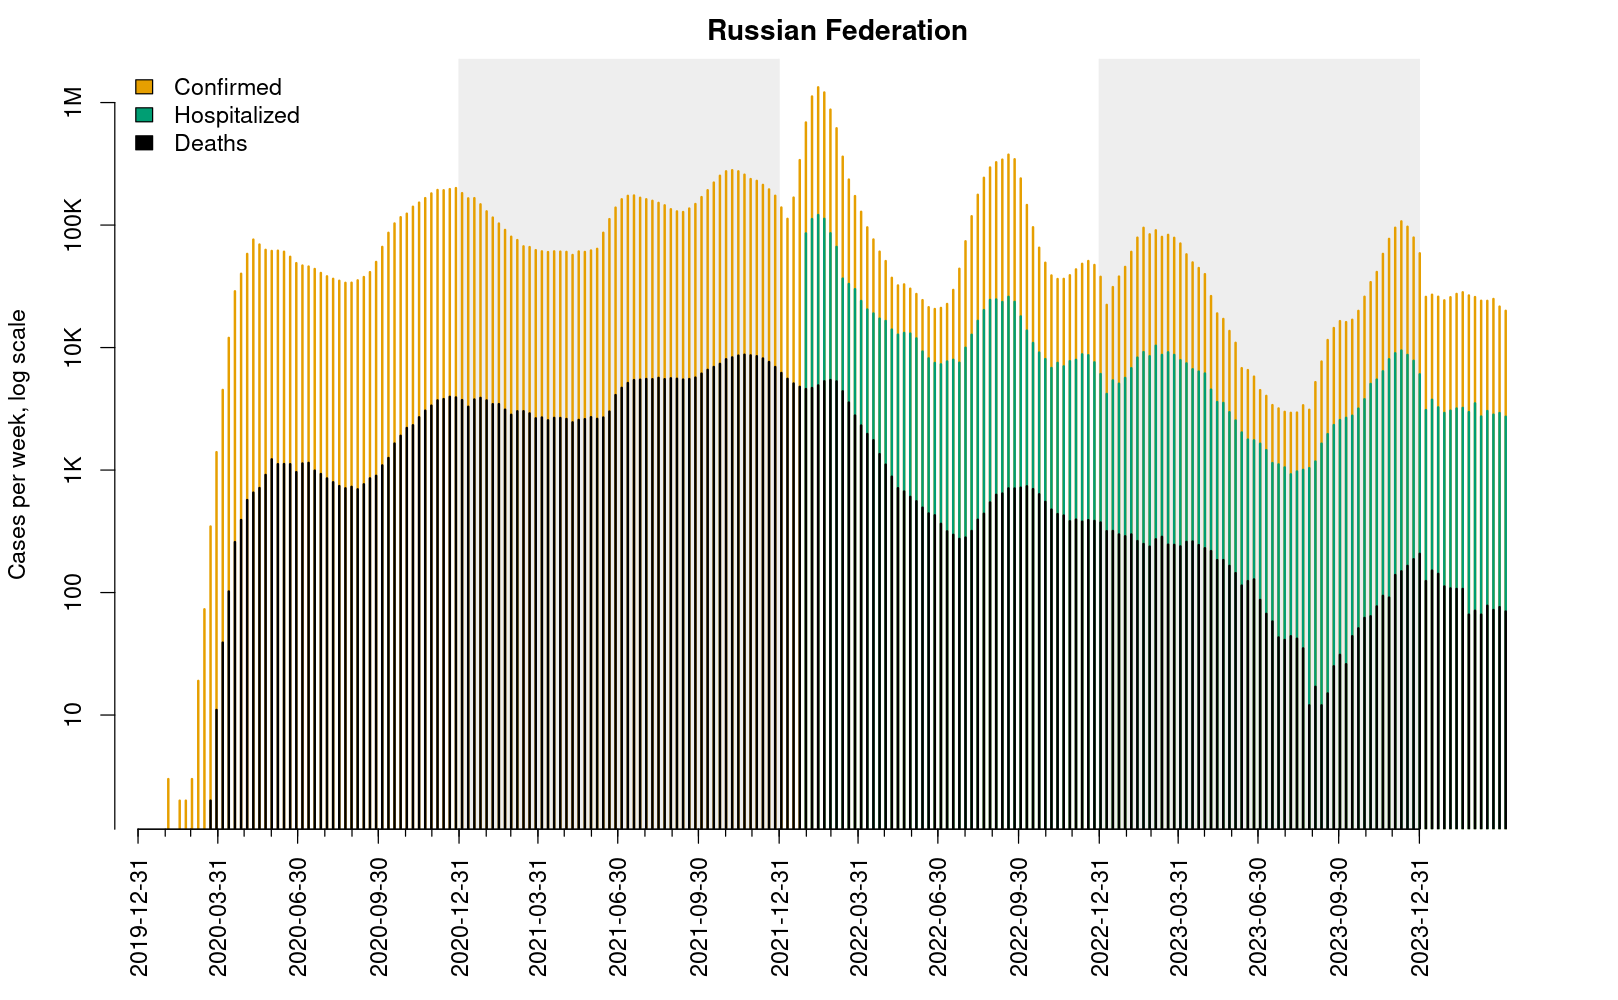 Russian Federation
Confirmed
Hospitalized
Deaths
Cases per week, log scale
1M
100K
10K
1K
100
10
2019-12-31
2020-03-31
2020-06-30
2020-09-30
2020-12-31
2021-03-31
2021-06-30
2021-09-30
2021-12-31
2022-03-31
2022-06-30
2022-09-30
2022-12-31
2023-03-31
2023-06-30
2023-09-30
2023-12-31